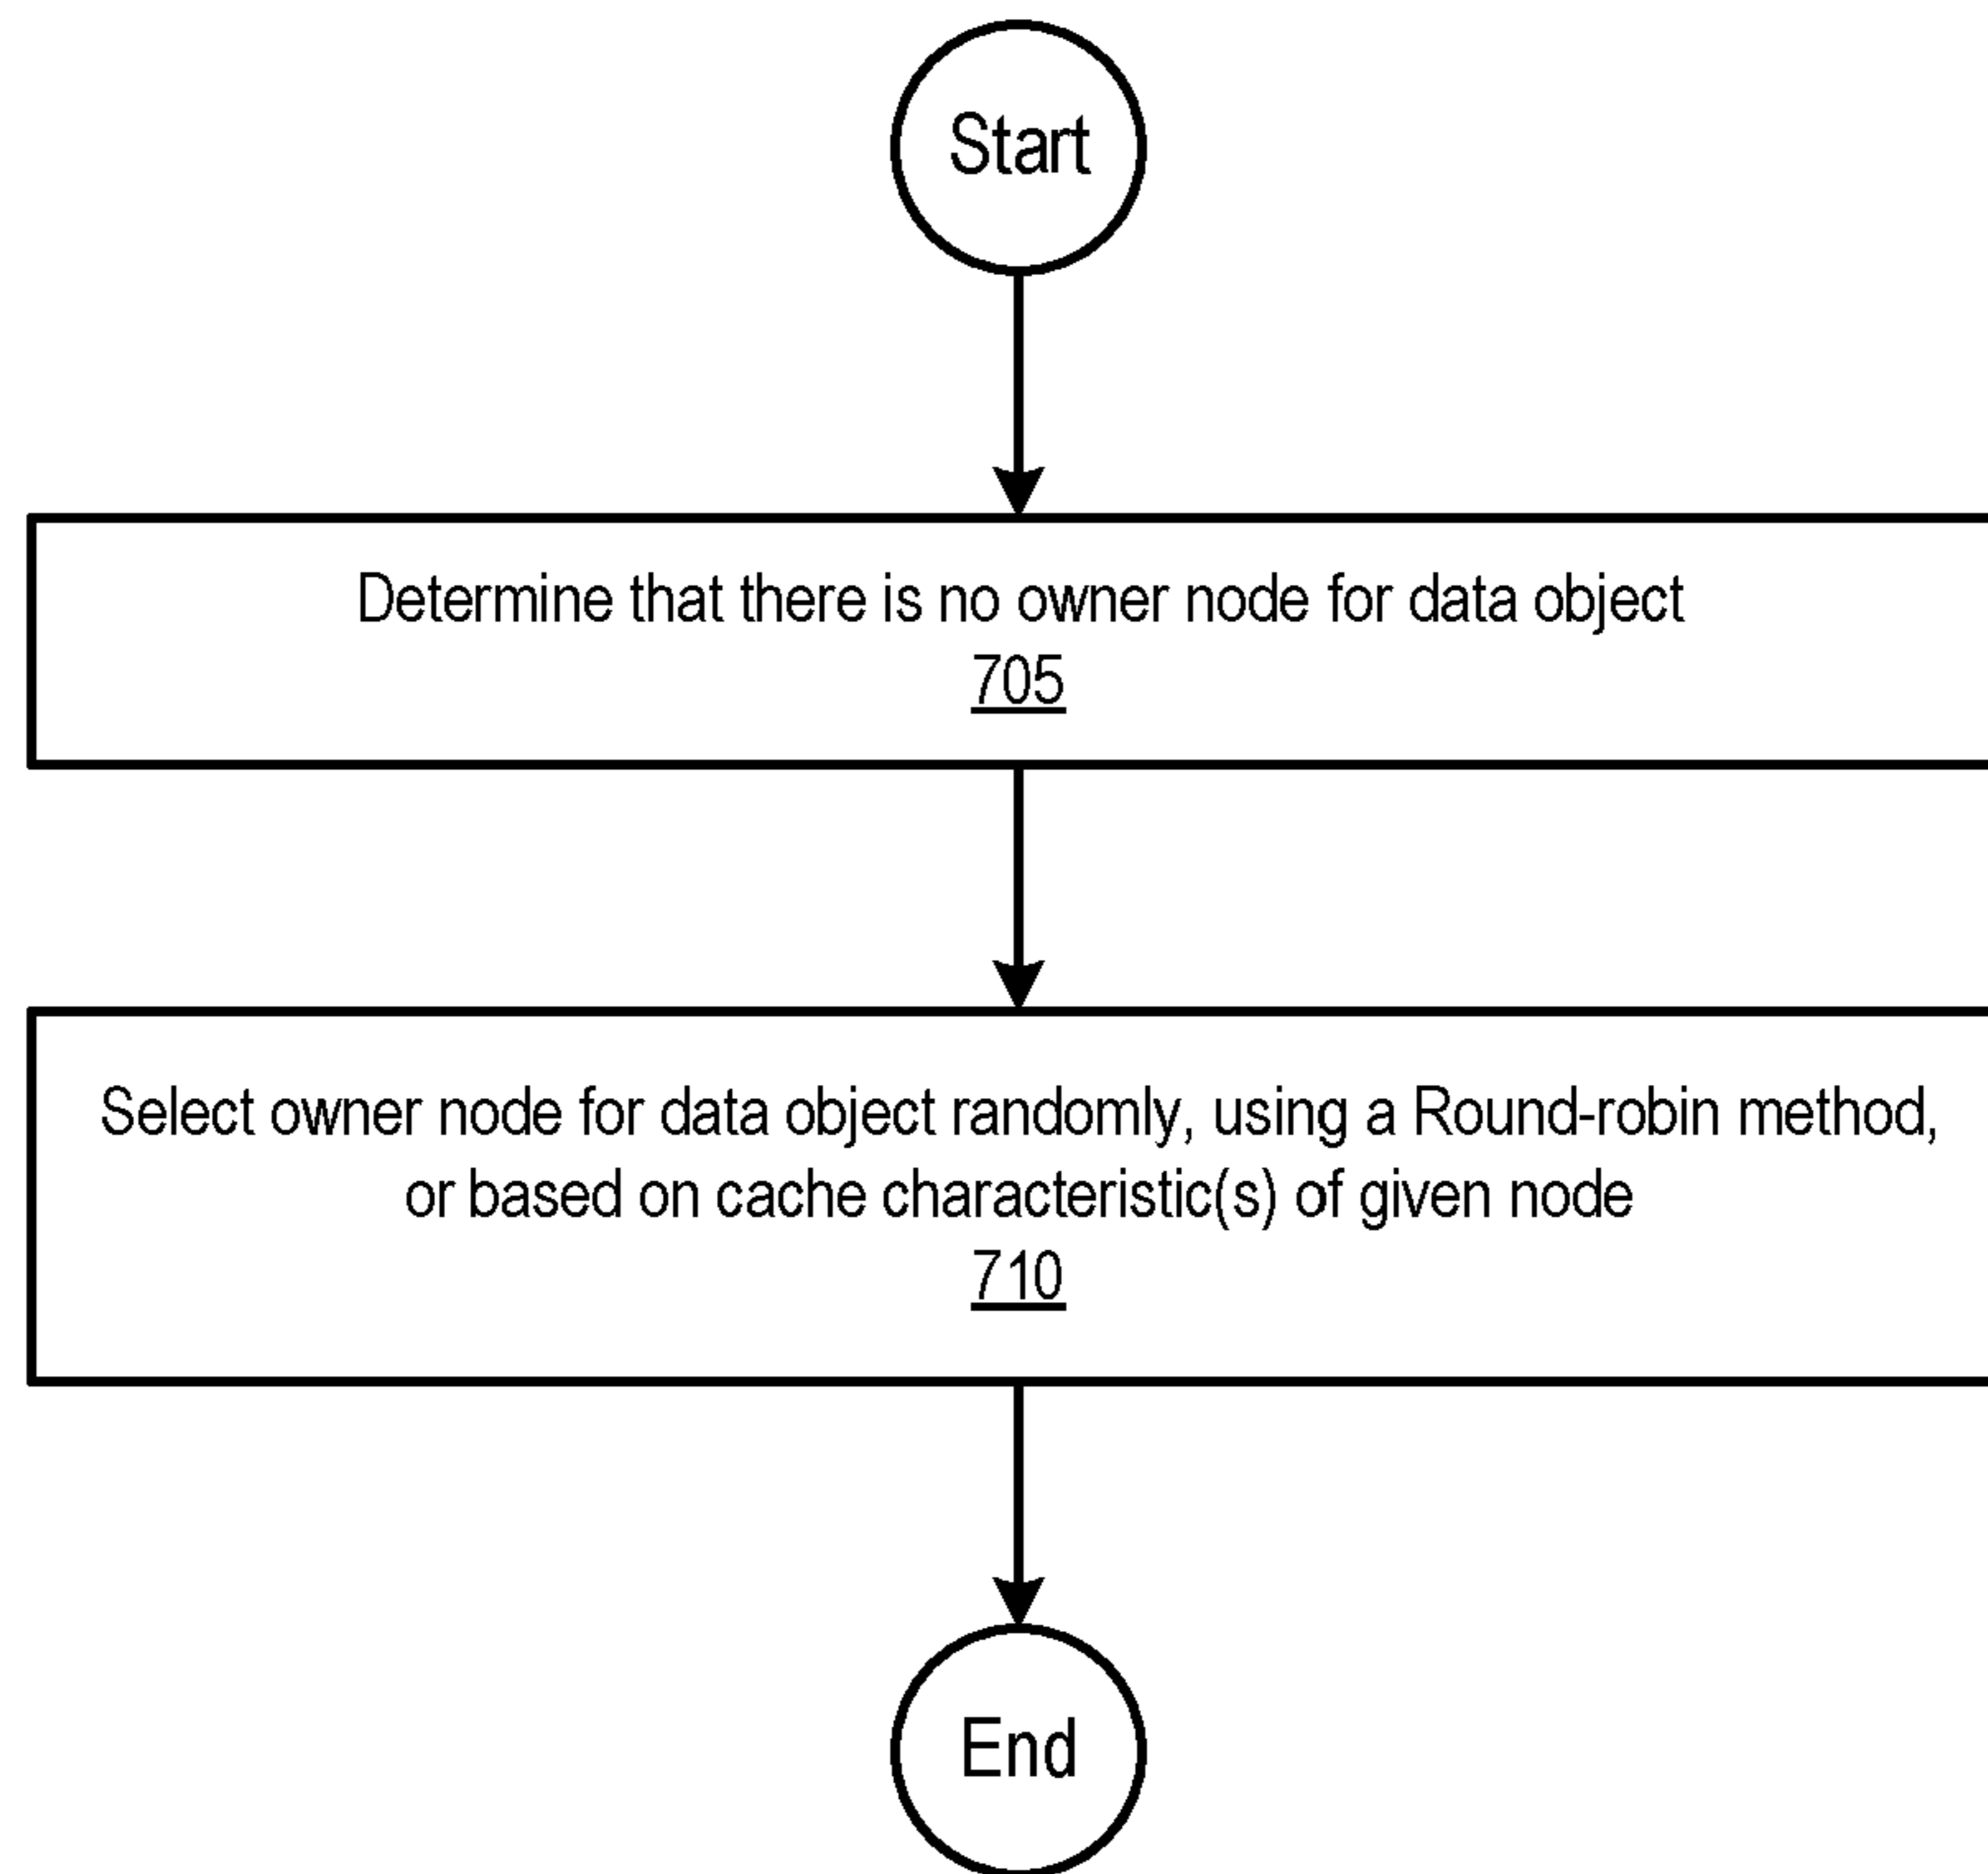 Start
Determine that there is no owner node for data object
705
Select owner node for data object randomly, using a Round-robin method,
or based on cache characteristic(s) of given node
710
End